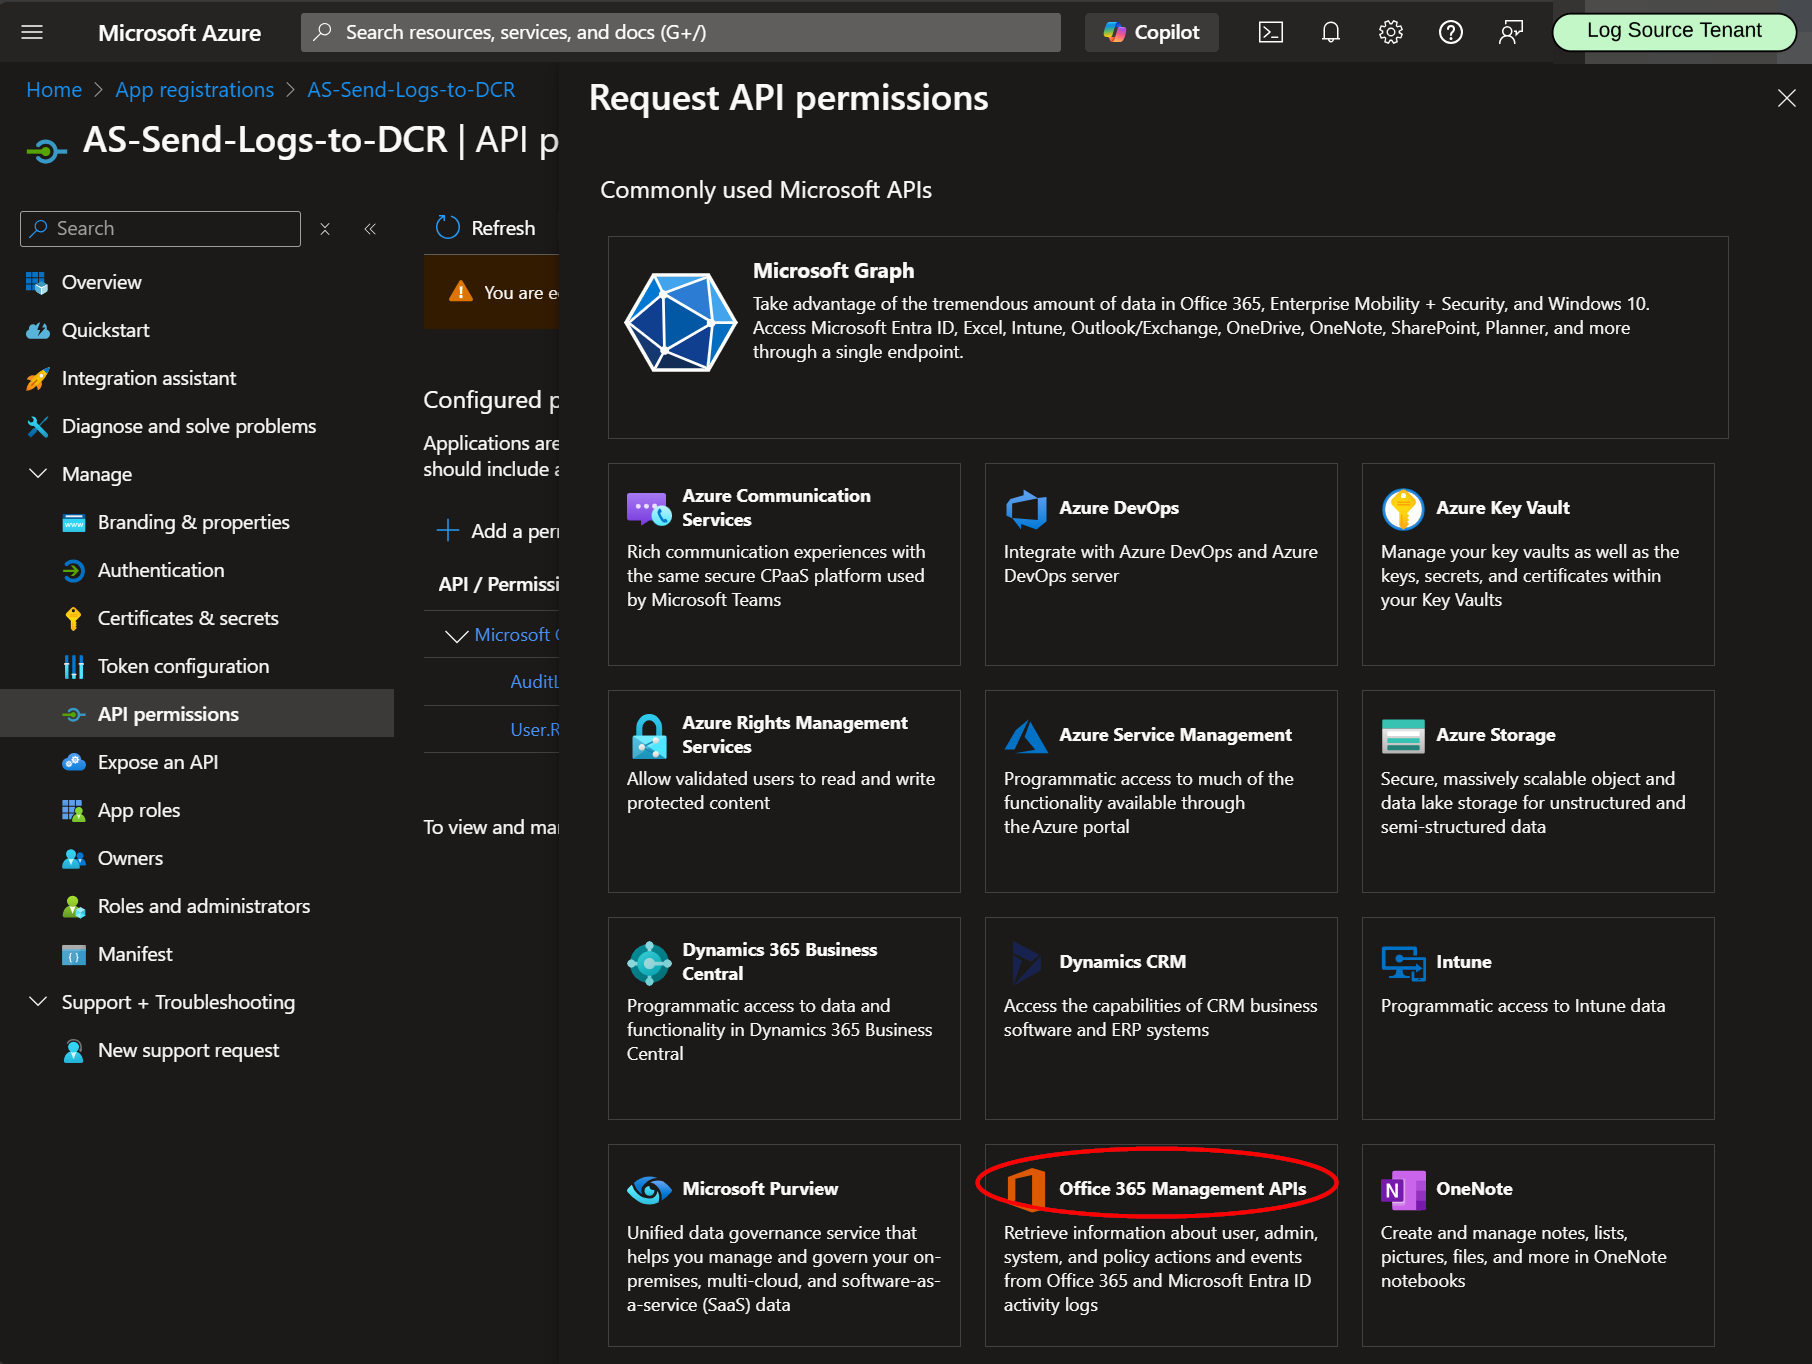 Microsoft Azure
Search resources, services, and docs (G+/)
Copilot
Log Source Tenant
Home > App registrations > AS-Send-Logs-to-DCR
AS-Send-Logs-to-DCR | API p
Search
Overview
Quickstart
Integration assistant
Diagnose and solve problems
Manage
Branding & properties
Authentication
Certificates & secrets
Token configuration
API permissions
Expose an API
App roles
Owners
Roles and administrators
Manifest
Support + Troubleshooting
New support request
Refresh
You are e
Configured p
Applications are
should include a
Add a per
API / Permissi
Microsoft
AuditL
User.R
To view and ma
Request API permissions
Commonly used Microsoft APIs
Microsoft Graph
Take advantage of the tremendous amount of data in Office 365, Enterprise Mobility + Security, and Windows 10.
Access Microsoft Entra ID, Excel, Intune, Outlook/Exchange, OneDrive, OneNote, SharePoint, Planner, and more
through a single endpoint.
Azure Communication
Services
Rich communication experiences with
the same secure CPaaS platform used
by Microsoft Teams
Azure DevOps
Integrate with Azure DevOps and Azure
DevOps server
Azure Key Vault
Manage your key vaults as well as the
keys, secrets, and certificates within
your Key Vaults
Azure Rights Management
Services
Allow validated users to read and write
protected content
Azure Service Management
Programmatic access to much of the
functionality available through
the Azure portal
Azure Storage
Secure, massively scalable object and
data lake storage for unstructured and
semi-structured data
Dynamics 365 Business
Central
Programmatic access to data and
functionality in Dynamics 365 Business
Central
Dynamics CRM
Access the capabilities of CRM business
software and ERP systems
Intune
Programmatic access to Intune data
Microsoft Purview
Unified data governance service that
helps you manage and govern your on-
premises, multi-cloud, and software-as-
a-service (SaaS) data
Office 365 Management APIs
Retrieve information about user, admin,
system, and policy actions and events
from Office 365 and Microsoft Entra ID
activity logs
OneNote
Create and manage notes, lists,
pictures, files, and more in OneNote
notebooks